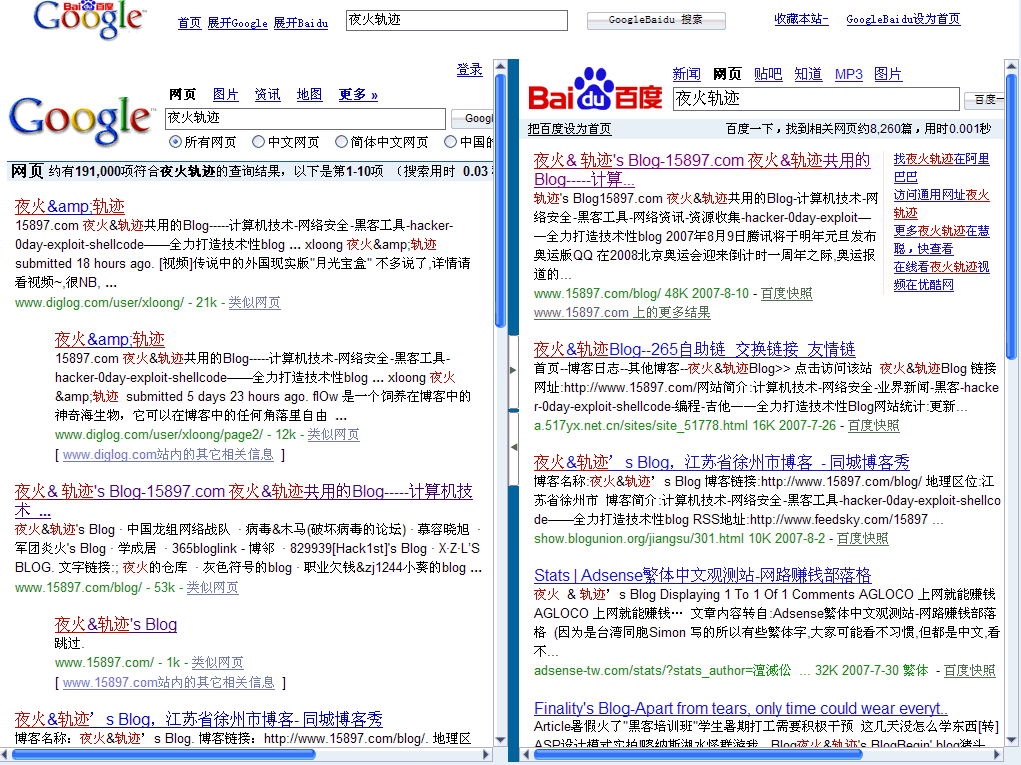 Google Bai du 百度
首页 展开Google 展开Baidu
夜火轨迹
GoogleBaidu 搜索
收藏本站- GoogleBaidu设为首页
登录
Google
网页 图片 资讯 地图 更多 »
夜火轨迹
Googl
所有网页 中文网页 简体中文网页 中国的
网页 约有191,000项符合夜火轨迹的查询结果，以下是第1-10项 （搜索用时 0.03
夜火&amp;轨迹
15897.com 夜火&轨迹共用的Blog-----计算机技术-网络安全-黑客工具-hacker-
0day-exploit-shellcode——全力打造技术性blog ... xloong 夜火&amp;轨迹
submitted 18 hours ago. [视频]传说中的外国现实版"月光宝盒" 不多说了,详情请
看视频~,很NB, ...
www.diglog.com/user/xloong/ - 21k - 类似网页
夜火&amp;轨迹
15897.com 夜火&轨迹共用的Blog-----计算机技术-网络安全-黑客工具-
hacker-0day-exploit-shellcode——全力打造技术性blog ... xloong 夜火
&amp;轨迹 submitted 5 days 23 hours ago. flOw 是一个饲养在博客中的
神奇海生物，它可以在博客中的任何角落里自由 ...
www.diglog.com/user/xloong/page2/ - 12k - 类似网页
[ www.diglog.com站内的其它相关信息 ]
夜火& 轨迹's Blog-15897.com 夜火&轨迹共用的Blog-----计算机技
术 ...
夜火&轨迹's Blog · 中国龙组网络战队 · 病毒&木马(破坏病毒的论坛) · 慕容晓旭 ·
军团炎火's Blog · 学成居 · 365bloglink - 博邻 · 829939[Hack1st]'s Blog · X·Z·L'S
BLOG. 文字链接:; 夜火的仓库 · 灰色符号的blog · 职业欠钱&zj1244小葵的blog ...
www.15897.com/blog/ - 53k - 类似网页
夜火&轨迹's Blog
跳过.
www.15897.com/ - 1k - 类似网页
[ www.15897.com站内的其它相关信息 ]
夜火&轨迹’s Blog，江苏省徐州市博客- 同城博客秀
博客名称：夜火&轨迹’s Blog. 博客链接：http://www.15897.com/blog/. 地理区
Bai du 百度
新闻 网页 贴吧 知道 MP3 图片
夜火轨迹
百度一
把百度设为首页
百度一下，找到相关网页约8,260篇，用时0.001秒
夜火& 轨迹's Blog-15897.com 夜火&轨迹共用的
Blog-----计算...
轨迹's Blog15897.com 夜火&轨迹共用的Blog-计算机技术-网
络安全-黑客工具-网络资讯-资源收集-hacker-0day-exploit—
—全力打造技术性blog 2007年8月9日腾讯将于明年元旦发布
奥运版QQ 在2008北京奥运会迎来倒计时一周年之际,奥运报
道的...
www.15897.com/blog/ 48K 2007-8-10 - 百度快照
www.15897.com 上的更多结果
找夜火轨迹在阿里
巴巴
访问通用网址夜火
轨迹
更多夜火轨迹在慧
聪，快查看
在线看夜火轨迹视
频在优酷网
夜火&轨迹Blog--265自助链_交换链接_友情链
首页--博客日志--其他博客--夜火&轨迹Blog>> 点击访问该站 夜火&轨迹Blog 链接
网址:http://www.15897.com/网站简介:计算机技术-网络安全-业界新闻-黑客-hacke
r-0day-exploit-shellcode-编程-吉他——全力打造技术性Blog网站统计:更新...
a.517yx.net.cn/sites/site_51778.html 16K 2007-7-26 - 百度快照
夜火&轨迹’s Blog，江苏省徐州市博客 - 同城博客秀
博客名称:夜火&轨迹’s Blog 博客链接:http://www.15897.com/blog/ 地理区位:江
苏省徐州市 博客简介:计算机技术-网络安全-黑客工具-hacker-0day-exploit-shellco
de——全力打造技术性blog RSS地址:http://www.feedsky.com/15897 ...
show.blogunion.org/jiangsu/301.html 10K 2007-8-2 - 百度快照
Stats | Adsense繁体中文观测站-网路赚钱部落格
夜火 & 轨迹’s Blog Displaying 1 To 1 Of 1 Comments AGLOCO 上网就能赚钱
AGLOCO 上网就能赚钱… 文章内容转自:Adsense繁体中文观测站-网路赚钱部落
格 (因为是台湾同胞Simon 写的所以有些繁体字,大家可能看不习惯,但都是中文,看
不...
adsense-tw.com/stats/?stats_author= ... 32K 2007-7-30 繁体 - 百度快照
Finality's Blog-Apart from tears, only time could wear everyt..
Article暑假火了"黑客培训班"学生暑期打工需要积极干预 这几天没怎么学东西[转]
ASP设计模式实拍!喀纳斯湖水怪群游我...Blog夜火&轨迹's BlogBegin' blog猪头